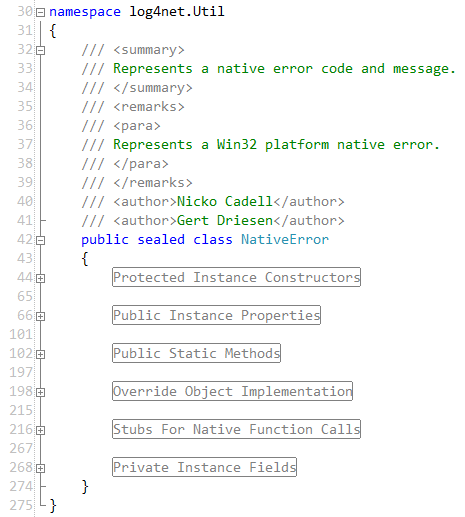 30 namespace log4net.Util
31 {
32 /// <summary>
33 /// Represents a native error code and message.
34 /// </summary>
35 /// <remarks>
36 /// <para>
37 /// Represents a Win32 platform native error.
38 /// </para>
39 /// </remarks>
40 /// <author>Nicko Cadell</author>
41 /// <author>Gert Driesen</author>
42 public sealed class NativeError
43 {
44 Protected Instance Constructors
65
66 Public Instance Properties
101
102 Public Static Methods
197
198 Override Object Implementation
215
216 Stubs For Native Function Calls
267
268 Private Instance Fields
274 }
275 }